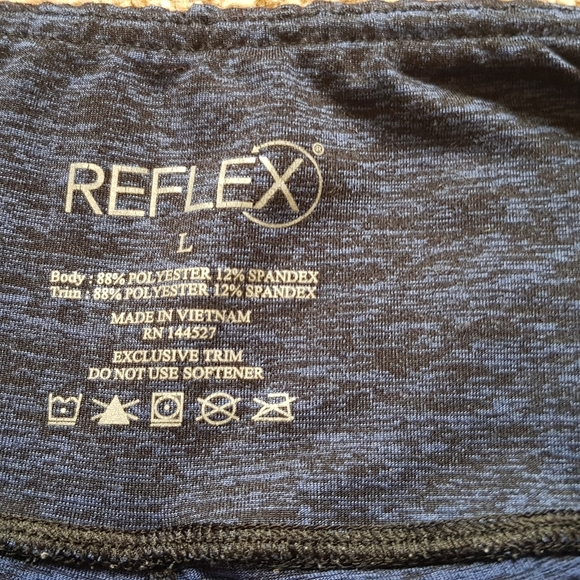 REFLEX®
L
Body : 88% POLYESTER 12% SPANDEX
Trim : 88% POLYESTER 12% SPANDEX
MADE IN VIETNAM
RN 144527
EXCLUSIVE TRIM
DO NOT USE SOFTENER